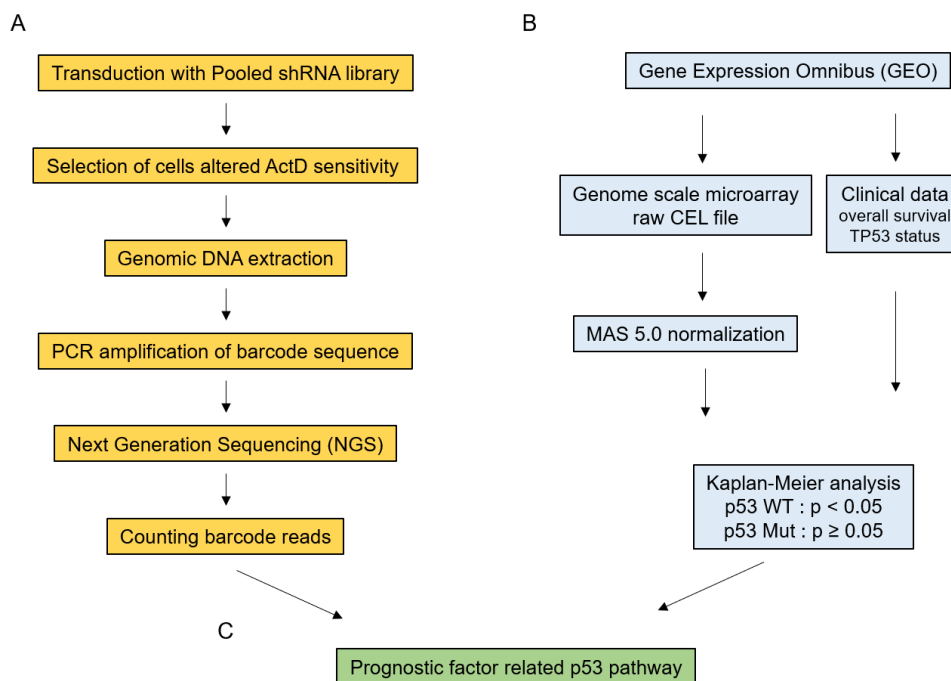 A
Transduction with Pooled shRNA library
Selection of cells altered ActD sensitivity
Genomic DNA extraction
PCR amplification of barcode sequence
Next Generation Sequencing (NGS)
Counting barcode reads
B
Gene Expression Omnibus (GEO)
Genome scale microarray
raw CEL file
Clinical data
overall survival
TP53 status
MAS 5.0 normalization
Kaplan-Meier analysis
p53 WT : p < 0.05
p53 Mut : p ≥ 0.05
C
Prognostic factor related p53 pathway